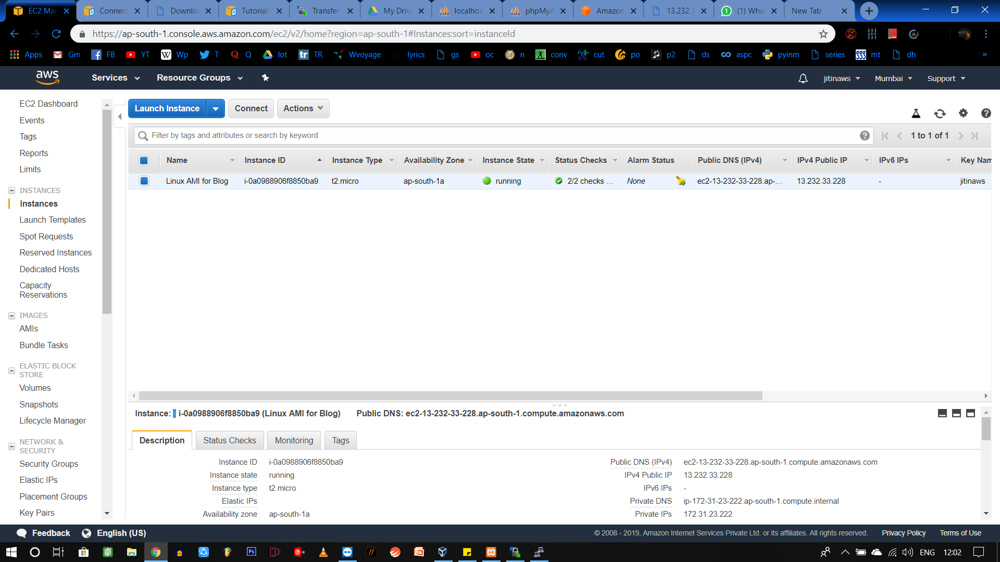 EC2 Mar
Connect
Downloa
Tutorial:
Transfer
My Drive
localhos
phpMyA
Amazon
13.232.3
(1) What
New Tab
https://ap-south-1.console.aws.amazon.com/ec2/v2/home?region=ap-south-1#Instances:sort=instanceId
Apps Gm FB YT Wp T Q Iot TR Wvoyage lyrics gs oc n conv cut po p2 ds aspc pyinm series mt dh »
aws Services Resource Groups jitinaws Mumbai Support
EC2 Dashboard
Events
Tags
Reports
Limits
INSTANCES
Instances
Launch Templates
Spot Requests
Reserved Instances
Dedicated Hosts
Capacity
Reservations
IMAGES
AMIs
Bundle Tasks
ELASTIC BLOCK
STORE
Volumes
Snapshots
Lifecycle Manager
NETWORK &
SECURITY
Security Groups
Elastic IPs
Placement Groups
Key Pairs
Launch Instance Connect Actions
Filter by tags and attributes or search by keyword
1 to 1 of 1
Name Instance ID Instance Type Availability Zone Instance State Status Checks Alarm Status Public DNS (IPv4) IPv4 Public IP IPv6 IPs Key Nam
Linux AMI for Blog i-0a0988906f8850ba9 t2.micro ap-south-1a running 2/2 checks ... None ec2-13-232-33-228.ap-... 13.232.33.228 - jitinaws
Instance: i-0a0988906f8850ba9 (Linux AMI for Blog) Public DNS: ec2-13-232-33-228.ap-south-1.compute.amazonaws.com
Description Status Checks Monitoring Tags
Instance ID i-0a0988906f8850ba9 Public DNS (IPv4) ec2-13-232-33-228.ap-south-1.compute.amazonaws.com
Instance state running IPv4 Public IP 13.232.33.228
Instance type t2.micro IPv6 IPs -
Elastic IPs Private DNS ip-172-31-23-222.ap-south-1.compute.internal
Availability zone ap-south-1a Private IPs 172.31.23.222
Feedback English (US) © 2008 - 2019, Amazon Internet Services Private Ltd. or its affiliates. All rights reserved. Privacy Policy Terms of Use
ENG 12:02